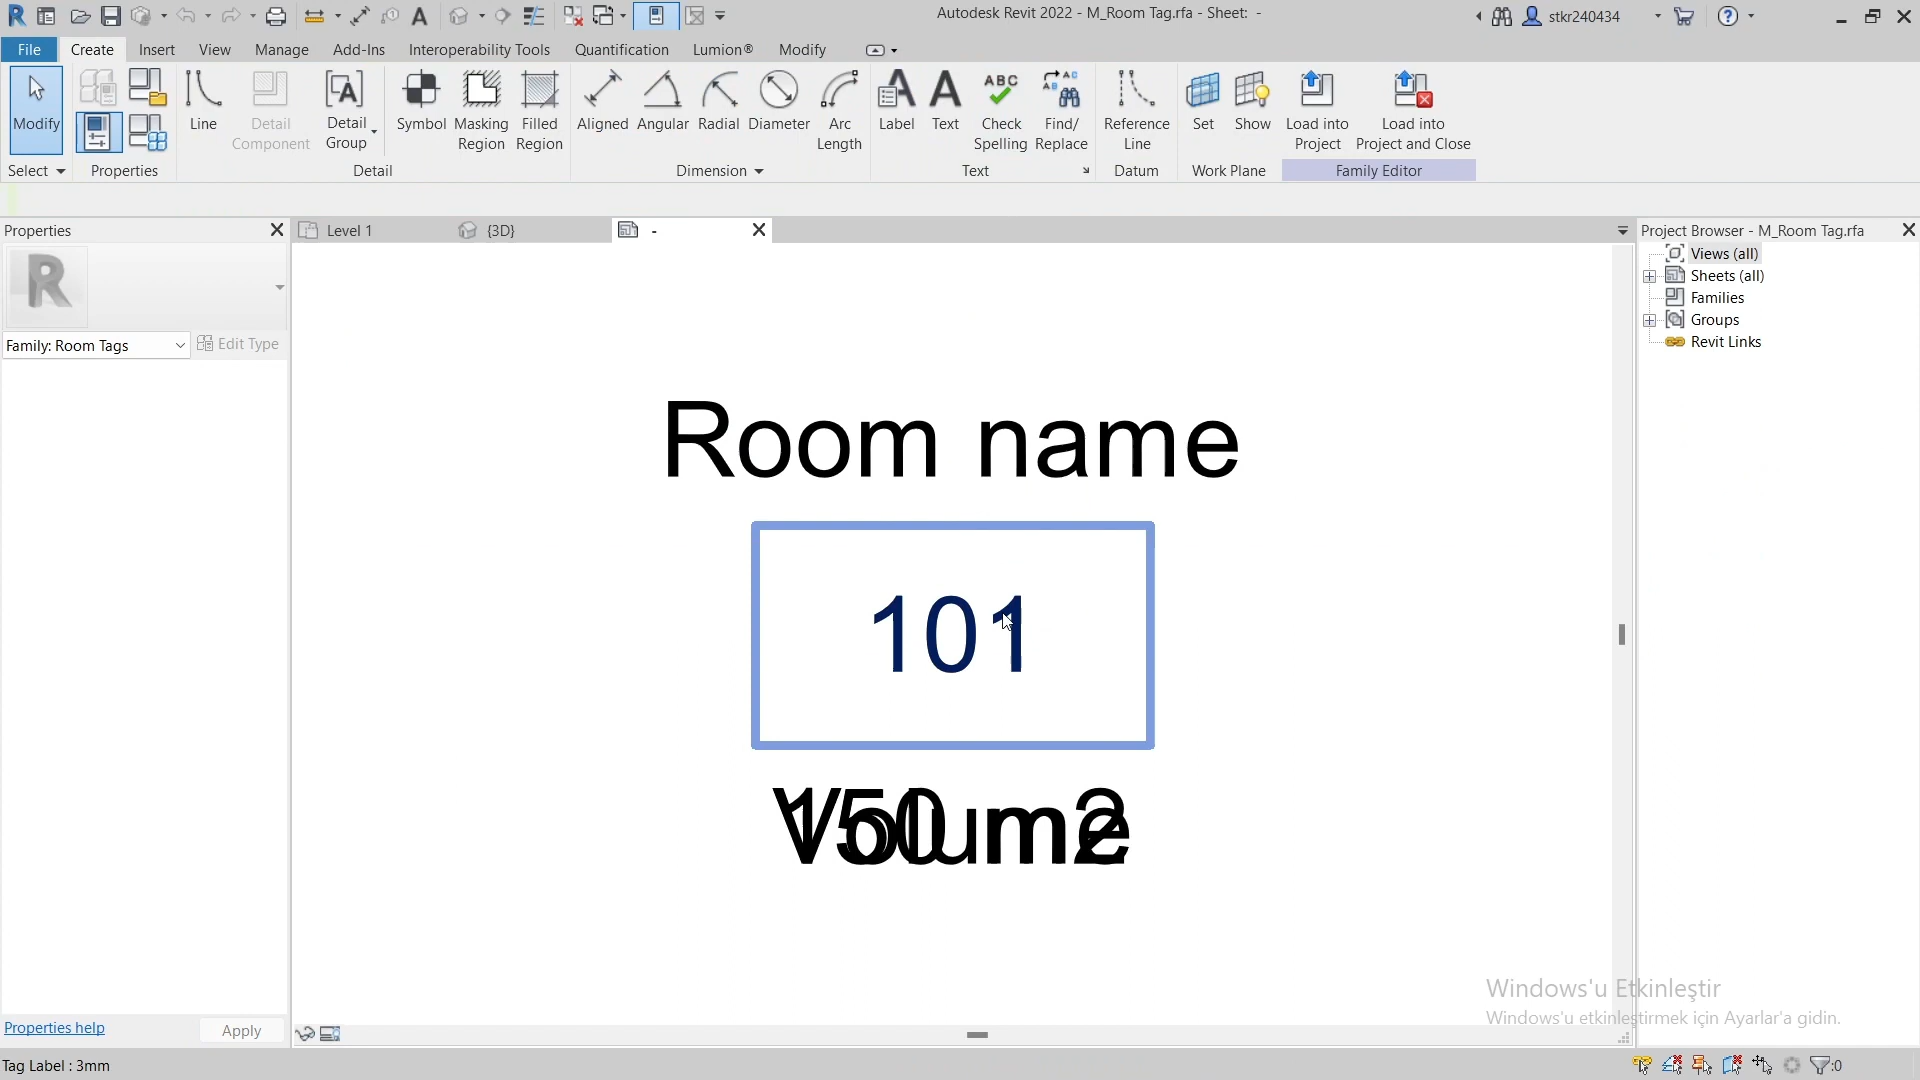 Autodesk Revit 2022 - M_Room Tag.rfa - Sheet: -
stkr240434
File Create Insert View Manage Add-Ins Interoperability Tools Quantification Lumion® Modify
Modify
Line
Detail Component
Detail Group
Symbol
Masking Region
Filled Region
Aligned
Angular
Radial
Diameter
Arc Length
Label
Text
Check Spelling
Find/ Replace
Reference Line
Set
Show
Load into Project
Load into Project and Close
Select Properties Detail Dimension Text Datum Work Plane Family Editor
Properties
Level 1
{3D}
-
Project Browser - M_Room Tag.rfa
Views (all)
Sheets (all)
Families
Groups
Revit Links
Family: Room Tags
Edit Type
Room name
101
150 m2
Volume
Windows'u Etkinleştir
Windows'u etkinleştirmek için Ayarlar'a gidin.
Properties help
Apply
Tag Label : 3mm
:0